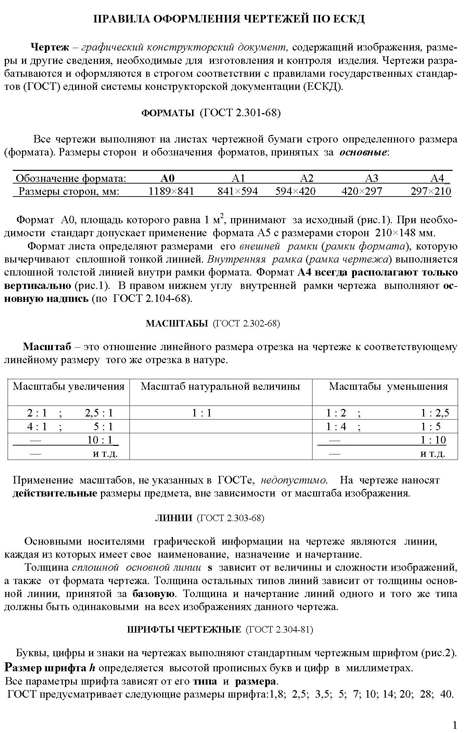 ПРАВИЛА ОФОРМЛЕНИЯ ЧЕРТЕЖЕЙ ПО ЕСКД
Чертеж – графический конструкторский документ, содержащий изображения, разме-
ры и другие сведения, необходимые для изготовления и контроля изделия. Чертежи разра-
батываются и оформляются в строгом соответствии с правилами государственных стандар-
тов (ГОСТ) единой системы конструкторской документации (ЕСКД).
ФОРМАТЫ (ГОСТ 2.301-68)
Все чертежи выполняют на листах чертежной бумаги строго определенного размера
(формата). Размеры сторон и обозначения форматов, принятых за основные:
Обозначение формата: А0 А1 А2 А3 А4
Размеры сторон, мм: 1189×841 841×594 594×420 420×297 297×210
Формат А0, площадь которого равна 1 м², принимают за исходный (рис.1). При необхо-
димости стандарт допускает применение формата А5 с размерами сторон 210×148 мм.
Формат листа определяют размерами его внешней рамки (рамки формата), которую
вычерчивают сплошной тонкой линией. Внутренняя рамка (рамка чертежа) выполняется
сплошной толстой линией внутри рамки формата. Формат А4 всегда располагают только
вертикально (рис.1). В правом нижнем углу внутренней рамки чертежа выполняют ос-
новную надпись (по ГОСТ 2.104-68).
МАСШТАБЫ (ГОСТ 2.302-68)
Масштаб – это отношение линейного размера отрезка на чертеже к соответствующему
линейному размеру того же отрезка в натуре.
Масштабы увеличения Масштаб натуральной величины Масштабы уменьшения
2 : 1 ; 2,5 : 1 1 : 1 1 : 2 ; 1 : 2,5
4 : 1 ; 5 : 1 1 : 4 ; 1 : 5
— 10 : 1 — 1 : 10
— и т.д. — и т.д.
Применение масштабов, не указанных в ГОСТе, недопустимо. На чертеже наносят
действительные размеры предмета, вне зависимости от масштаба изображения.
ЛИНИИ (ГОСТ 2.303-68)
Основными носителями графической информации на чертеже являются линии,
каждая из которых имеет свое наименование, назначение и начертание.
Толщина сплошной основной линии s зависит от величины и сложности изображений,
а также от формата чертежа. Толщина остальных типов линий зависит от толщины основ-
ной линии, принятой за базовую. Толщина и начертание линий одного и того же типа
должны быть одинаковыми на всех изображениях данного чертежа.
ШРИФТЫ ЧЕРТЕЖНЫЕ (ГОСТ 2.304-81)
Буквы, цифры и знаки на чертежах выполняют стандартным чертежным шрифтом (рис.2).
Размер шрифта h определяется высотой прописных букв и цифр в миллиметрах.
Все параметры шрифта зависят от его типа и размера.
ГОСТ предусматривает следующие размеры шрифта:1,8; 2,5; 3,5; 5; 7; 10; 14; 20; 28; 40.
1